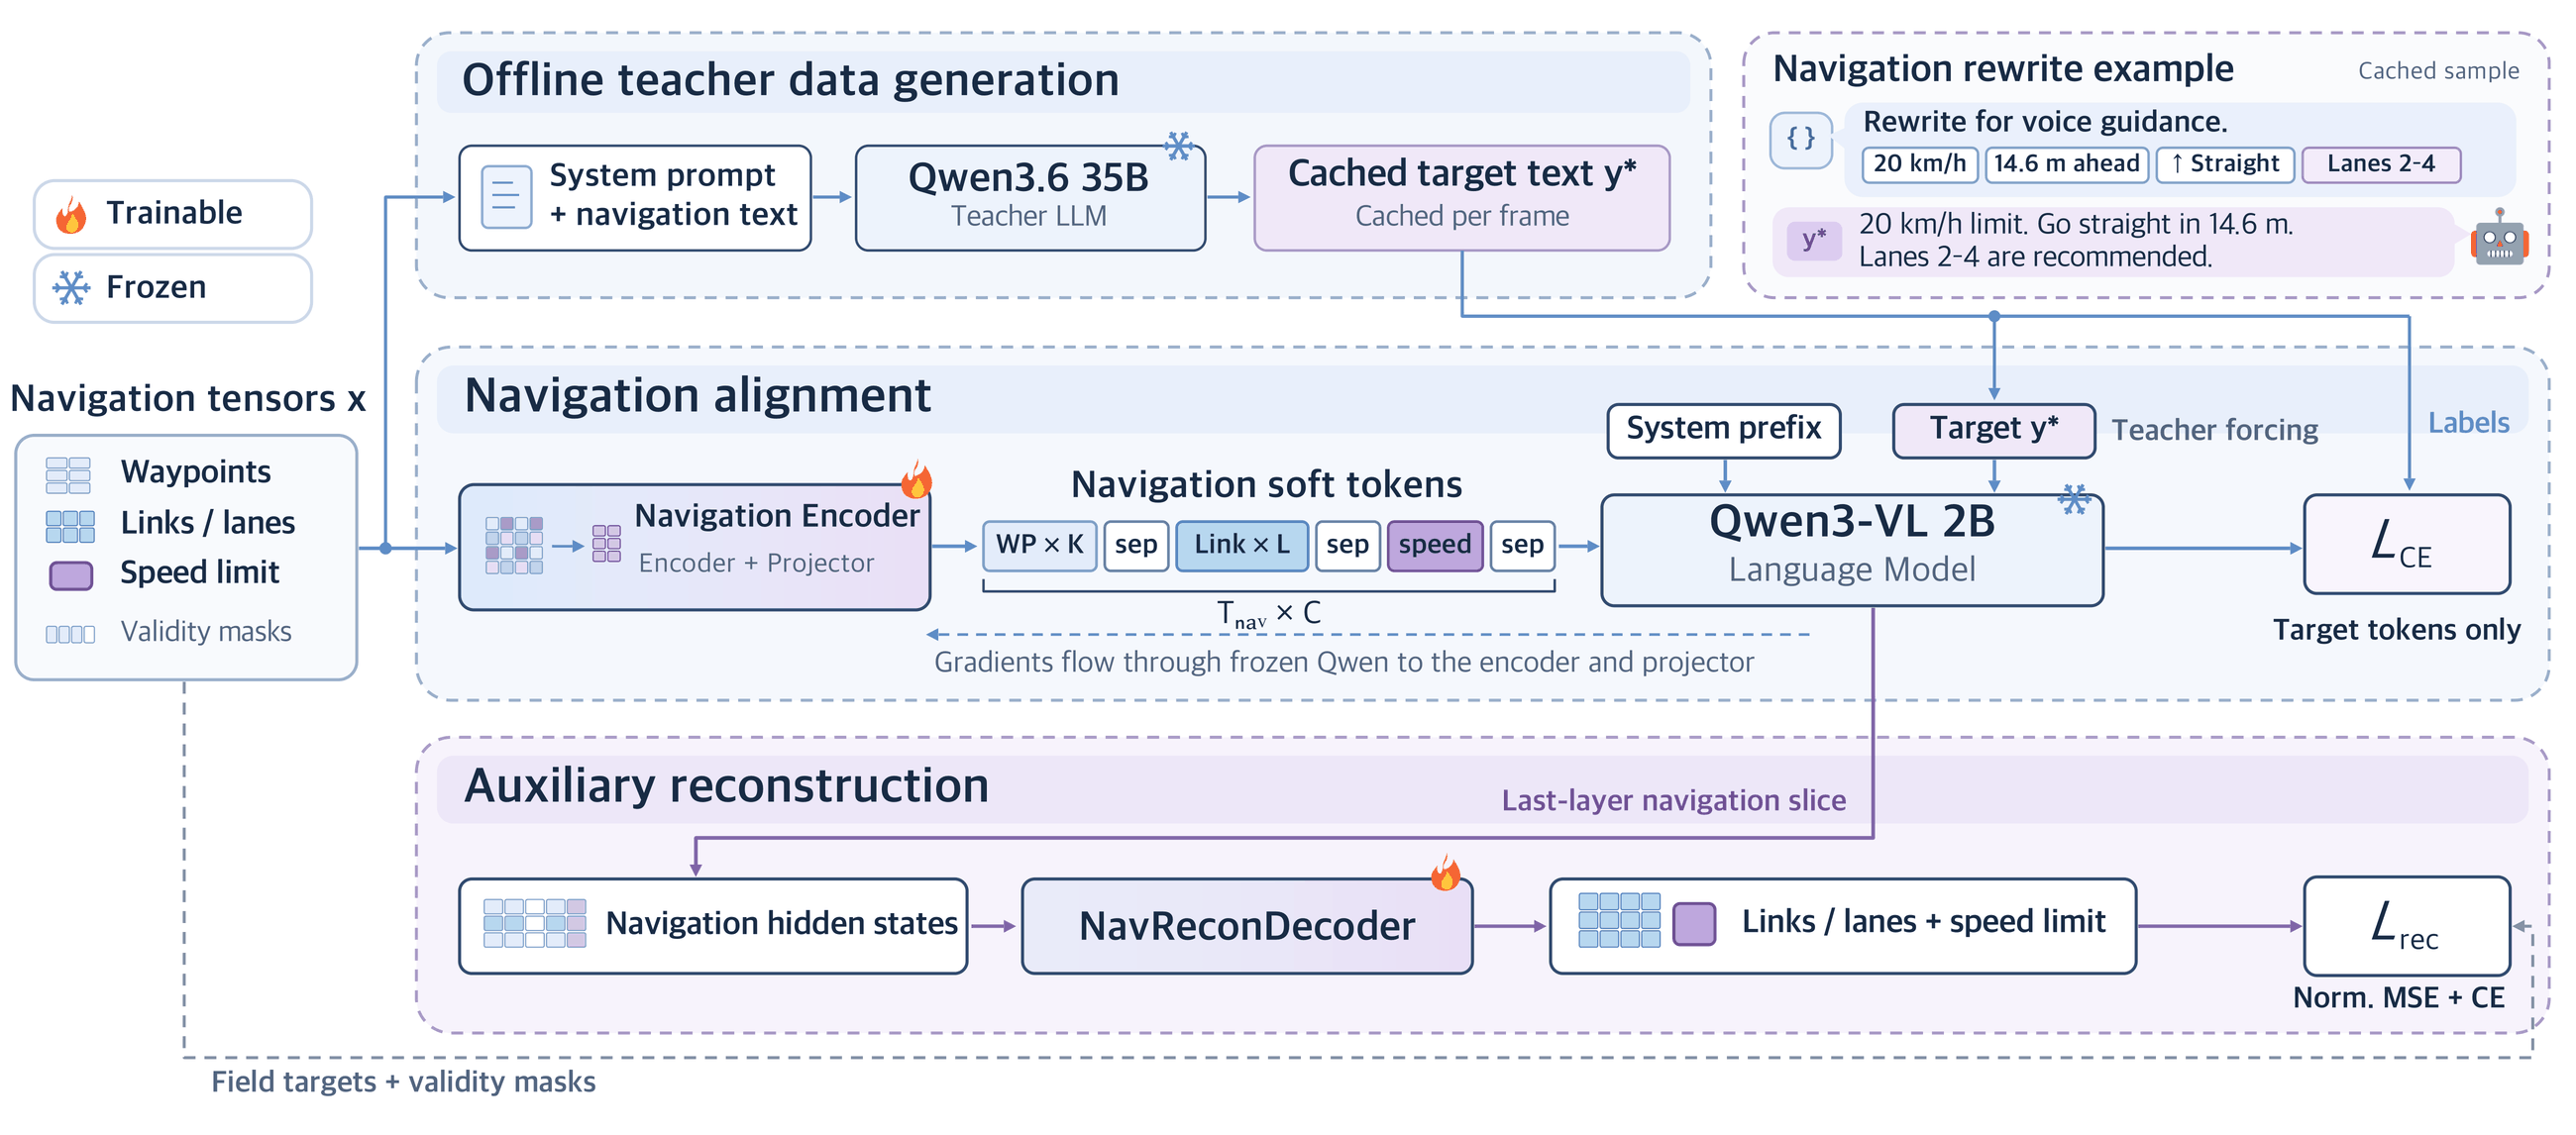 Offline teacher data generation
System prompt
+ navigation text
Qwen3.6 35B
Teacher LLM
Cached target text y*
Cached per frame
Navigation rewrite example
Cached sample
{ }
Rewrite for voice guidance.
20 km/h
14.6 m ahead
↑ Straight
Lanes 2-4
y*
20 km/h limit. Go straight in 14.6 m.
Lanes 2-4 are recommended.
Trainable
Frozen
Navigation tensors x
Waypoints
Links / lanes
Speed limit
Validity masks
Navigation alignment
System prefix
Target y*
Teacher forcing
Labels
Navigation Encoder
Encoder + Projector
Navigation soft tokens
WP × K
sep
Link × L
sep
speed
sep
T_nav × C
Qwen3-VL 2B
Language Model
L_CE
Target tokens only
Gradients flow through frozen Qwen to the encoder and projector
Auxiliary reconstruction
Last-layer navigation slice
Navigation hidden states
NavReconDecoder
Links / lanes + speed limit
L_rec
Norm. MSE + CE
Field targets + validity masks